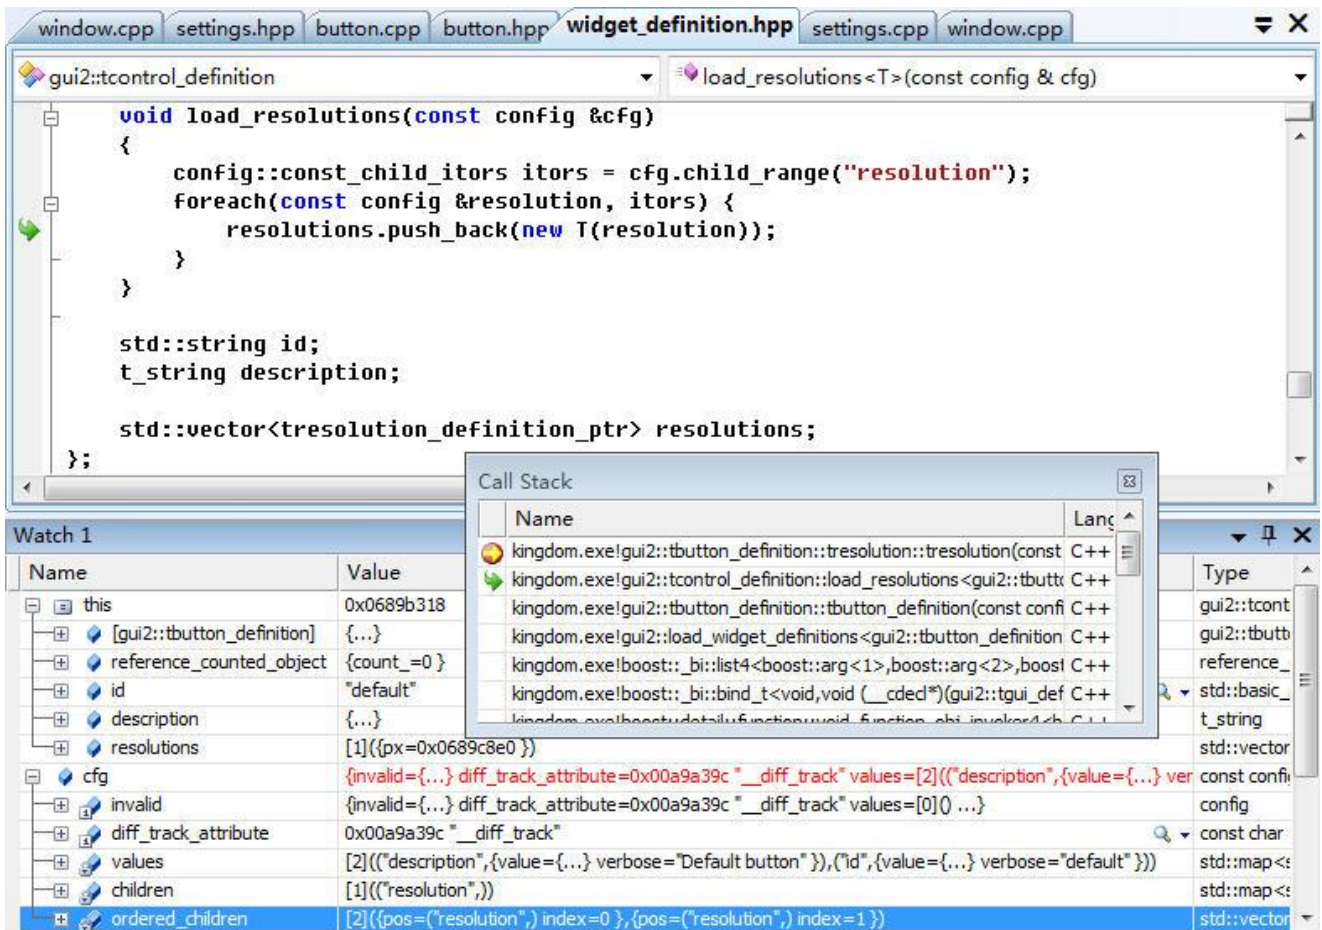 window.cpp settings.hpp button.cpp button.hpp widget_definition.hpp settings.cpp window.cpp
gui2::tcontrol_definition load_resolutions<T>(const config & cfg)
void load_resolutions(const config &cfg)
{
config::const_child_itors itors = cfg.child_range("resolution");
foreach(const config &resolution, itors) {
resolutions.push_back(new T(resolution));
}
}
std::string id;
t_string description;
std::vector<tresolution_definition_ptr> resolutions;
};
Call Stack
Name Lang
kingdom.exe!gui2::tbutton_definition::tresolution::tresolution(const C++
kingdom.exe!gui2::tcontrol_definition::load_resolutions<gui2::tbutto C++
kingdom.exe!gui2::tbutton_definition::tbutton_definition(const confi C++
kingdom.exe!gui2::load_widget_definitions<gui2::tbutton_definition C++
kingdom.exe!boost::_bi::list4<boost::arg<1>,boost::arg<2>,boost C++
kingdom.exe!boost::_bi::bind_t<void,void (__cdecl*)(gui2::tgui_def C++
Watch 1
Name Value Type
this 0x0689b318 gui2::tcont
[gui2::tbutton_definition] {...} gui2::tbutt
reference_counted_object {count_=0 } reference_
id "default" std::basic_
description {...} t_string
resolutions [1]({px=0x0689c8e0 }) std::vector
cfg {invalid={...} diff_track_attribute=0x00a9a39c "__diff_track" values=[2](("description",{value={...} ver const confi
invalid {invalid={...} diff_track_attribute=0x00a9a39c "__diff_track" values=[0]() ...} config
diff_track_attribute 0x00a9a39c "__diff_track" const char
values [2](("description",{value={...} verbose="Default button" }),("id",{value={...} verbose="default" })) std::map<s
children [1](("resolution",)) std::map<s
ordered_children [2]({pos=("resolution",) index=0 },{pos=("resolution",) index=1 }) std::vector